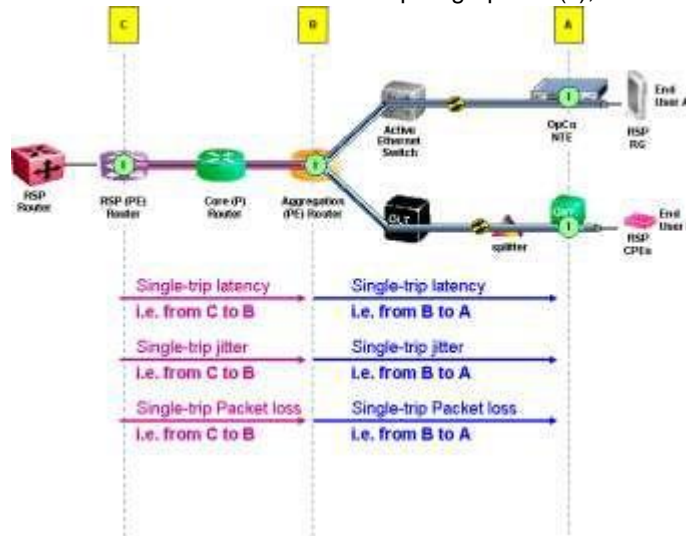 C
B
A
End
User A
Active
Ethernet
Switch
OpCo
NTE
RSP
RG
RSP
Router
RSP (PE)
Router
Core (P)
Router
Aggregation
(PE) Router
OLT
splitter
ONT
End
User
RSP
CPEs
Single-trip latency
i.e. from C to B
Single-trip latency
i.e. from B to A
Single-trip jitter
i.e. from C to B
Single-trip jitter
i.e. from B to A
Single-trip Packet loss
i.e. from C to B
Single-trip Packet loss
i.e. from B to A